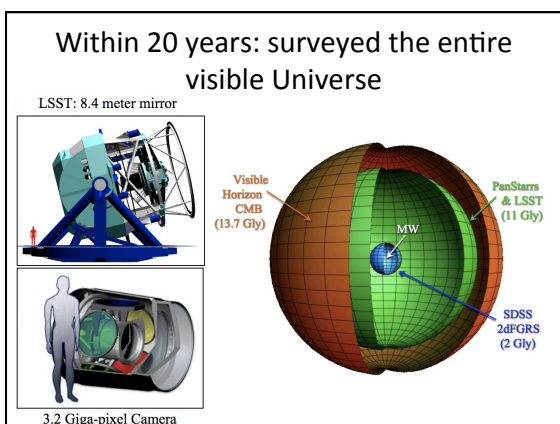 Within 20 years: surveyed the entire
visible Universe
LSST: 8.4 meter mirror
3.2 Giga-pixel Camera
Visible
Horizon
CMB
(13.7 Gly)
MW
PanStarrs
& LSST
(11 Gly)
SDSS
2dFGRS
(2 Gly)